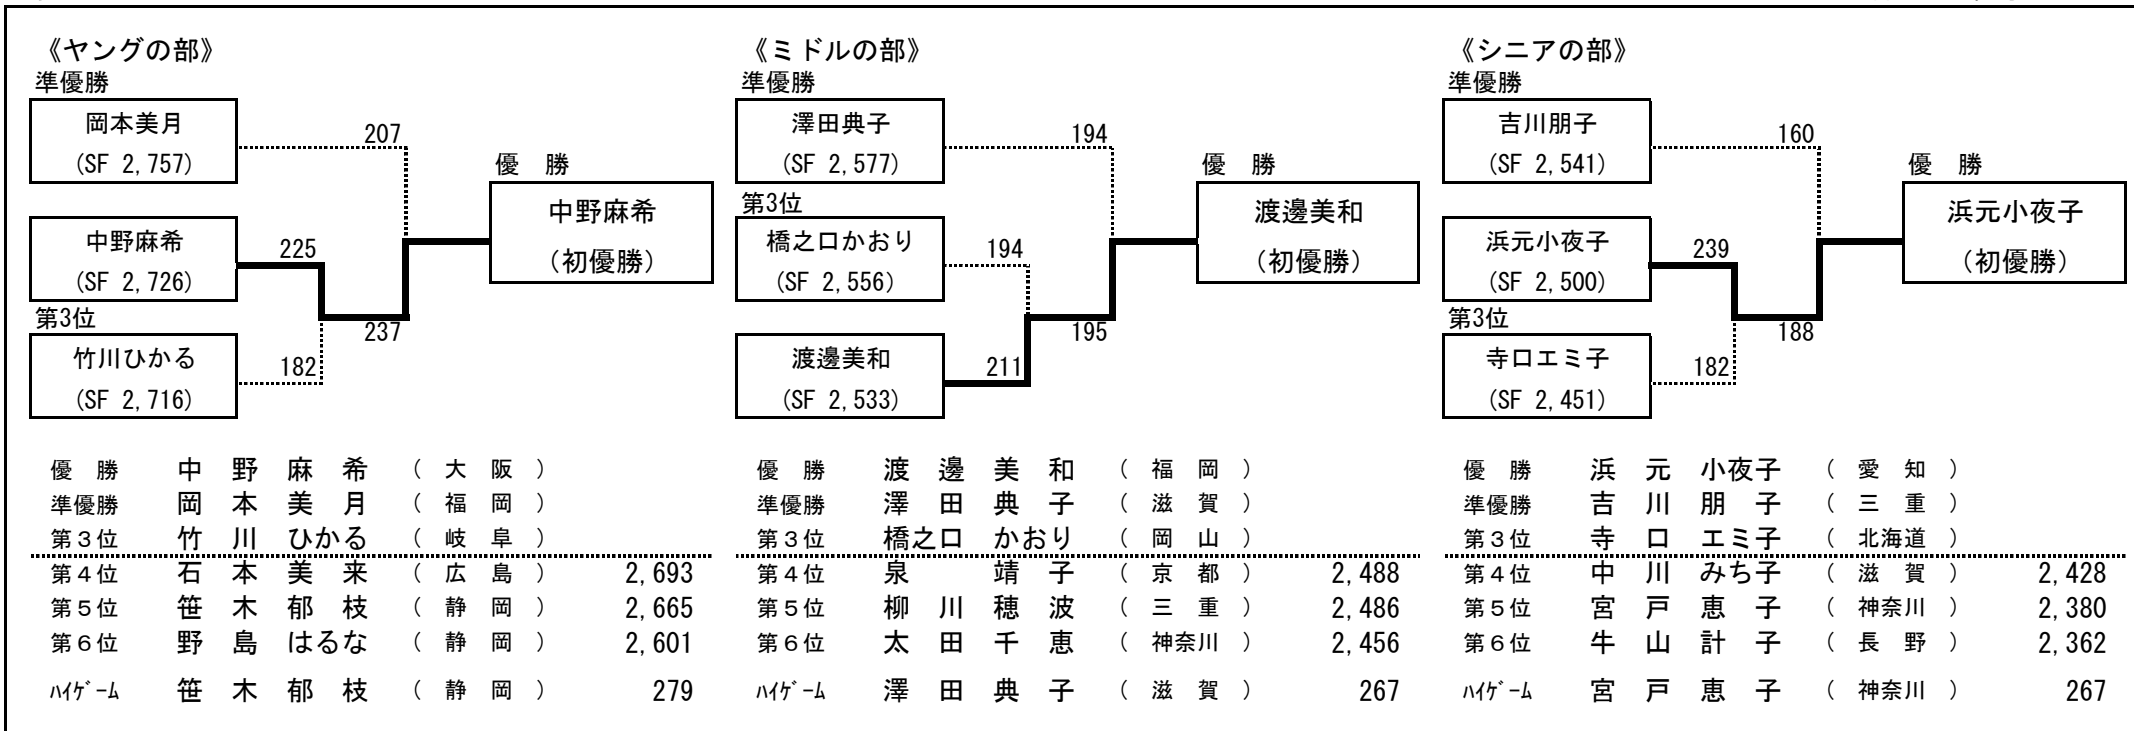 《ヤングの部》
準優勝
岡本美月
(SF 2,757)
207
優 勝
中野麻希
(初優勝)
中野麻希
(SF 2,726)
225
237
第3位
竹川ひかる
(SF 2,716)
182
優 勝 中 野 麻 希 ( 大 阪 )
準優勝 岡 本 美 月 ( 福 岡 )
第３位 竹 川 ひかる ( 岐 阜 )
第４位 石 本 美 来 ( 広 島 ) 2,693
第５位 笹 木 郁 枝 ( 静 岡 ) 2,665
第６位 野 島 はるな ( 静 岡 ) 2,601
ﾊｲｹﾞｰﾑ 笹 木 郁 枝 ( 静 岡 ) 279
《ミドルの部》
準優勝
澤田典子
(SF 2,577)
194
優 勝
渡邊美和
(初優勝)
第3位
橋之口かおり
(SF 2,556)
194
195
渡邊美和
(SF 2,533)
211
優 勝 渡 邊 美 和 ( 福 岡 )
準優勝 澤 田 典 子 ( 滋 賀 )
第３位 橋之口 かおり ( 岡 山 )
第４位 泉 靖 子 ( 京 都 ) 2,488
第５位 柳 川 穂 波 ( 三 重 ) 2,486
第６位 太 田 千 恵 ( 神奈川 ) 2,456
ﾊｲｹﾞｰﾑ 澤 田 典 子 ( 滋 賀 ) 267
《シニアの部》
準優勝
吉川朋子
(SF 2,541)
160
優 勝
浜元小夜子
(初優勝)
浜元小夜子
(SF 2,500)
239
188
第3位
寺口エミ子
(SF 2,451)
182
優 勝 浜 元 小夜子 ( 愛 知 )
準優勝 吉 川 朋 子 ( 三 重 )
第３位 寺 口 エミ子 ( 北海道 )
第４位 中 川 みち子 ( 滋 賀 ) 2,428
第５位 宮 戸 恵 子 ( 神奈川 ) 2,380
第６位 牛 山 計 子 ( 長 野 ) 2,362
ﾊｲｹﾞｰﾑ 宮 戸 恵 子 ( 神奈川 ) 267